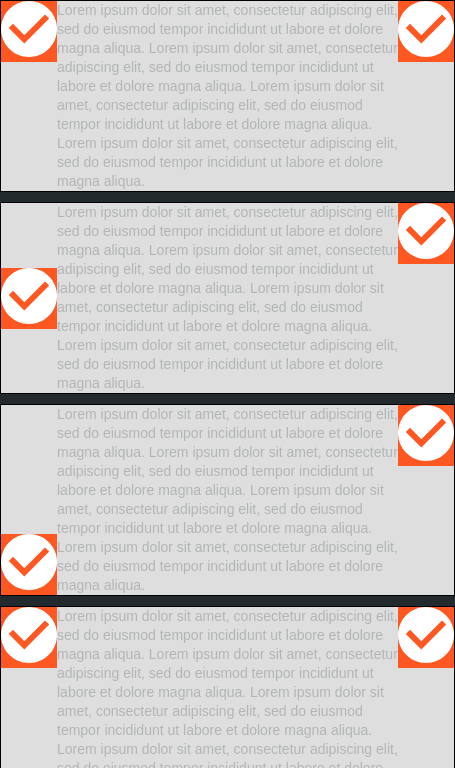 Lorem ipsum dolor sit amet, consectetur adipiscing elit,
sed do eiusmod tempor incididunt ut labore et dolore
magna aliqua. Lorem ipsum dolor sit amet, consectetur
adipiscing elit, sed do eiusmod tempor incididunt ut
labore et dolore magna aliqua. Lorem ipsum dolor sit
amet, consectetur adipiscing elit, sed do eiusmod
tempor incididunt ut labore et dolore magna aliqua.
Lorem ipsum dolor sit amet, consectetur adipiscing elit,
sed do eiusmod tempor incididunt ut labore et dolore
magna aliqua.
Lorem ipsum dolor sit amet, consectetur adipiscing elit,
sed do eiusmod tempor incididunt ut labore et dolore
magna aliqua. Lorem ipsum dolor sit amet, consectetur
adipiscing elit, sed do eiusmod tempor incididunt ut
labore et dolore magna aliqua. Lorem ipsum dolor sit
amet, consectetur adipiscing elit, sed do eiusmod
tempor incididunt ut labore et dolore magna aliqua.
Lorem ipsum dolor sit amet, consectetur adipiscing elit,
sed do eiusmod tempor incididunt ut labore et dolore
magna aliqua.
Lorem ipsum dolor sit amet, consectetur adipiscing elit,
sed do eiusmod tempor incididunt ut labore et dolore
magna aliqua. Lorem ipsum dolor sit amet, consectetur
adipiscing elit, sed do eiusmod tempor incididunt ut
labore et dolore magna aliqua. Lorem ipsum dolor sit
amet, consectetur adipiscing elit, sed do eiusmod
tempor incididunt ut labore et dolore magna aliqua.
Lorem ipsum dolor sit amet, consectetur adipiscing elit,
sed do eiusmod tempor incididunt ut labore et dolore
magna aliqua.
Lorem ipsum dolor sit amet, consectetur adipiscing elit,
sed do eiusmod tempor incididunt ut labore et dolore
magna aliqua. Lorem ipsum dolor sit amet, consectetur
adipiscing elit, sed do eiusmod tempor incididunt ut
labore et dolore magna aliqua. Lorem ipsum dolor sit
amet, consectetur adipiscing elit, sed do eiusmod
tempor incididunt ut labore et dolore magna aliqua.
Lorem ipsum dolor sit amet, consectetur adipiscing elit,
sed do eiusmod tempor incididunt ut labore et dolore